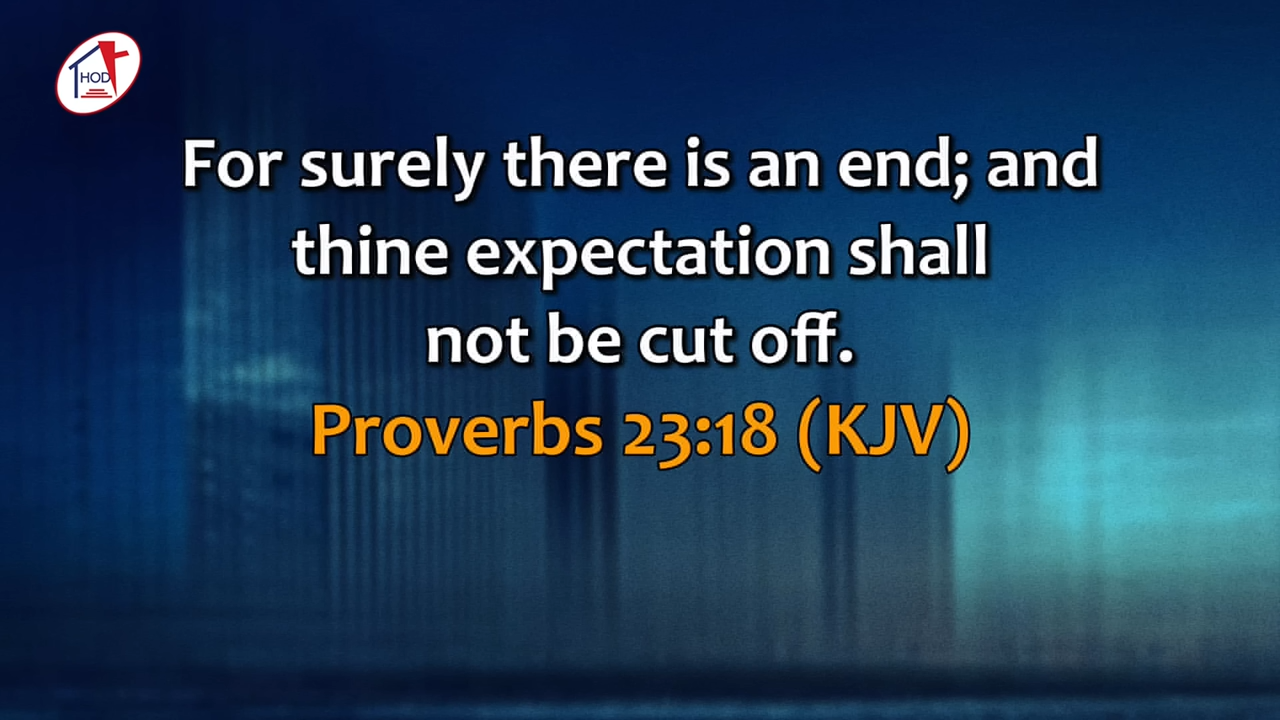 HOD
For surely there is an end; and
thine expectation shall
not be cut off.
Proverbs 23:18 (KJV)